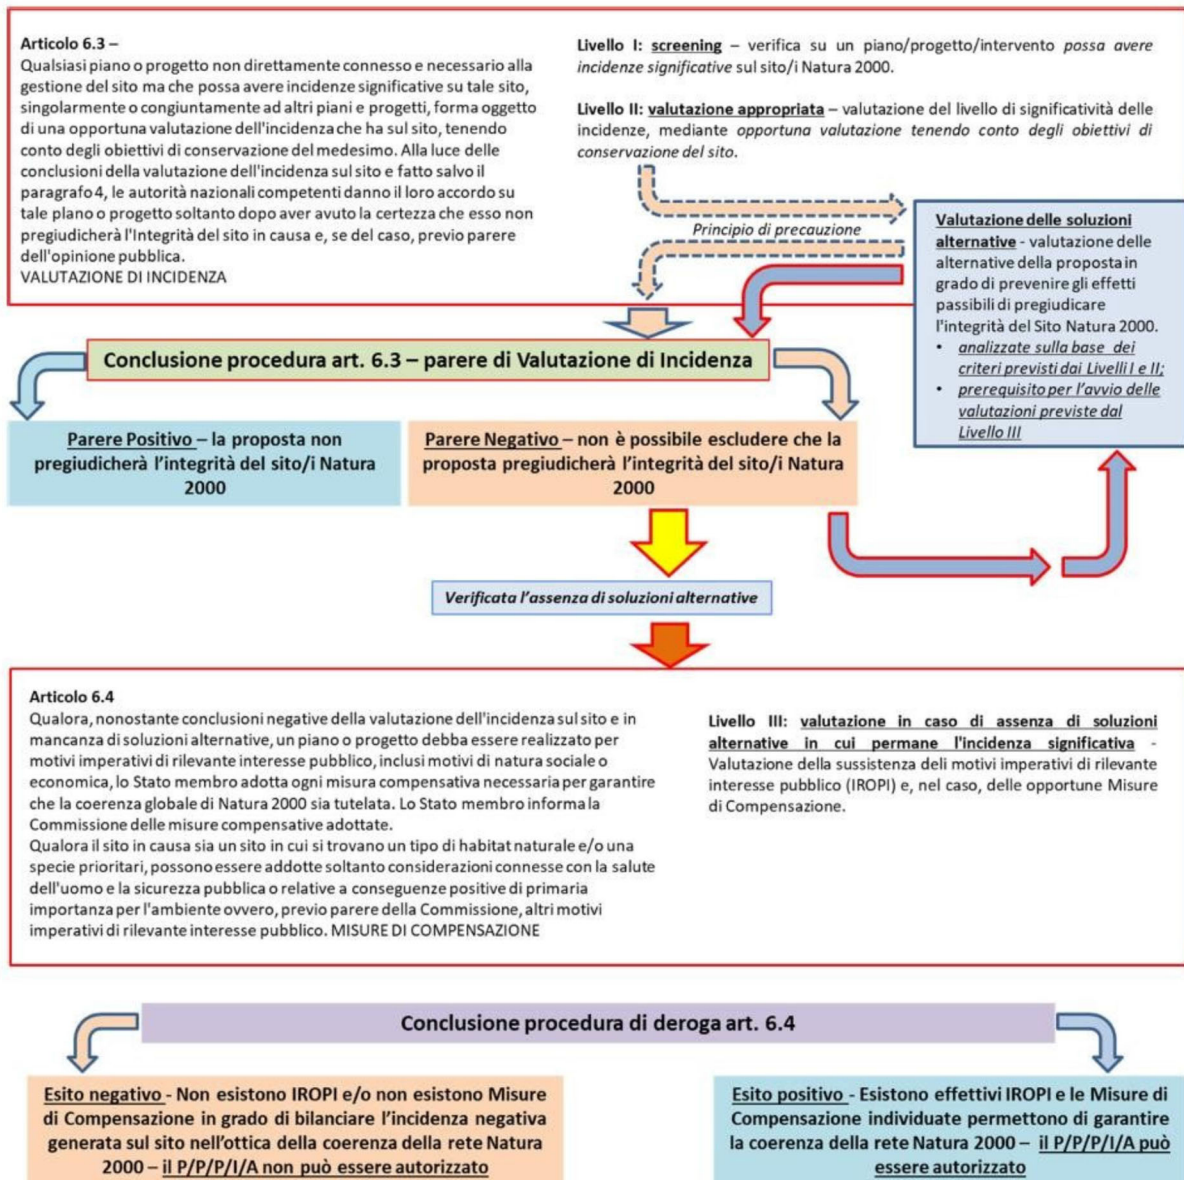 Articolo 6.3 –
Qualsiasi piano o progetto non direttamente connesso e necessario alla
gestione del sito ma che possa avere incidenze significative su tale sito,
singolarmente o congiuntamente ad altri piani e progetti, forma oggetto
di una opportuna valutazione dell'incidenza che ha sul sito, tenendo
conto degli obiettivi di conservazione del medesimo. Alla luce delle
conclusioni della valutazione dell'incidenza sul sito e fatto salvo il
paragrafo 4, le autorità nazionali competenti danno il loro accordo su
tale plano o progetto soltanto dopo aver avuto la certezza che esso non
pregiudicherà l'Integrità del sito in causa e, se del caso, previo parere
dell'opinione pubblica.
VALUTAZIONE DI INCIDENZA
Livello I: screening – verifica su un piano/progetto/intervento possa avere
incidenze significative sul sito/i Natura 2000.
Livello II: valutazione appropriata – valutazione del livello di significatività delle
incidenze, mediante opportuna valutazione tenendo conto degli obiettivi di
conservazione del sito.
Principio di precauzione
Valutazione delle soluzioni
alternative - valutazione delle
alternative della proposta in
grado di prevenire gli effetti
passibili di pregiudicare
l'integrità del Sito Natura 2000.
• analizzate sulla base dei
criteri previsti dai Livelli I e II;
• prerequisito per l'avvio delle
valutazioni previste dal
Livello III
Conclusione procedura art. 6.3 – parere di Valutazione di Incidenza
Parere Positivo – la proposta non
pregiudicherà l'integrità del sito/i Natura
2000
Parere Negativo – non è possibile escludere che la
proposta pregiudicherà l'integrità del sito/i Natura
2000
Verificata l'assenza di soluzioni alternative
Articolo 6.4
Qualora, nonostante conclusioni negative della valutazione dell'incidenza sul sito e in
mancanza di soluzioni alternative, un piano o progetto debba essere realizzato per
motivi imperativi di rilevante interesse pubblico, inclusi motivi di natura sociale o
economica, lo Stato membro adotta ogni misura compensativa necessaria per garantire
che la coerenza globale di Natura 2000 sia tutelata. Lo Stato membro informa la
Commissione delle misure compensative adottate.
Qualora il sito in causa sia un sito in cui si trovano un tipo di habitat naturale e/o una
specie prioritari, possono essere addotte soltanto considerazioni connesse con la salute
dell'uomo e la sicurezza pubblica o relative a conseguenze positive di primaria
importanza per l'ambiente ovvero, previo parere della Commissione, altri motivi
imperativi di rilevante interesse pubblico. MISURE DI COMPENSAZIONE
Livello III: valutazione in caso di assenza di soluzioni
alternative in cui permane l'incidenza significativa -
Valutazione della sussistenza deli motivi imperativi di rilevante
interesse pubblico (IROPI) e, nel caso, delle opportune Misure
di Compensazione.
Conclusione procedura di deroga art. 6.4
Esito negativo - Non esistono IROPI e/o non esistono Misure
di Compensazione in grado di bilanciare l'incidenza negativa
generata sul sito nell'ottica della coerenza della rete Natura
2000 – il P/P/P/I/A non può essere autorizzato
Esito positivo - Esistono effettivi IROPI e le Misure di
Compensazione individuate permettono di garantire
la coerenza della rete Natura 2000 – il P/P/P/I/A può
essere autorizzato